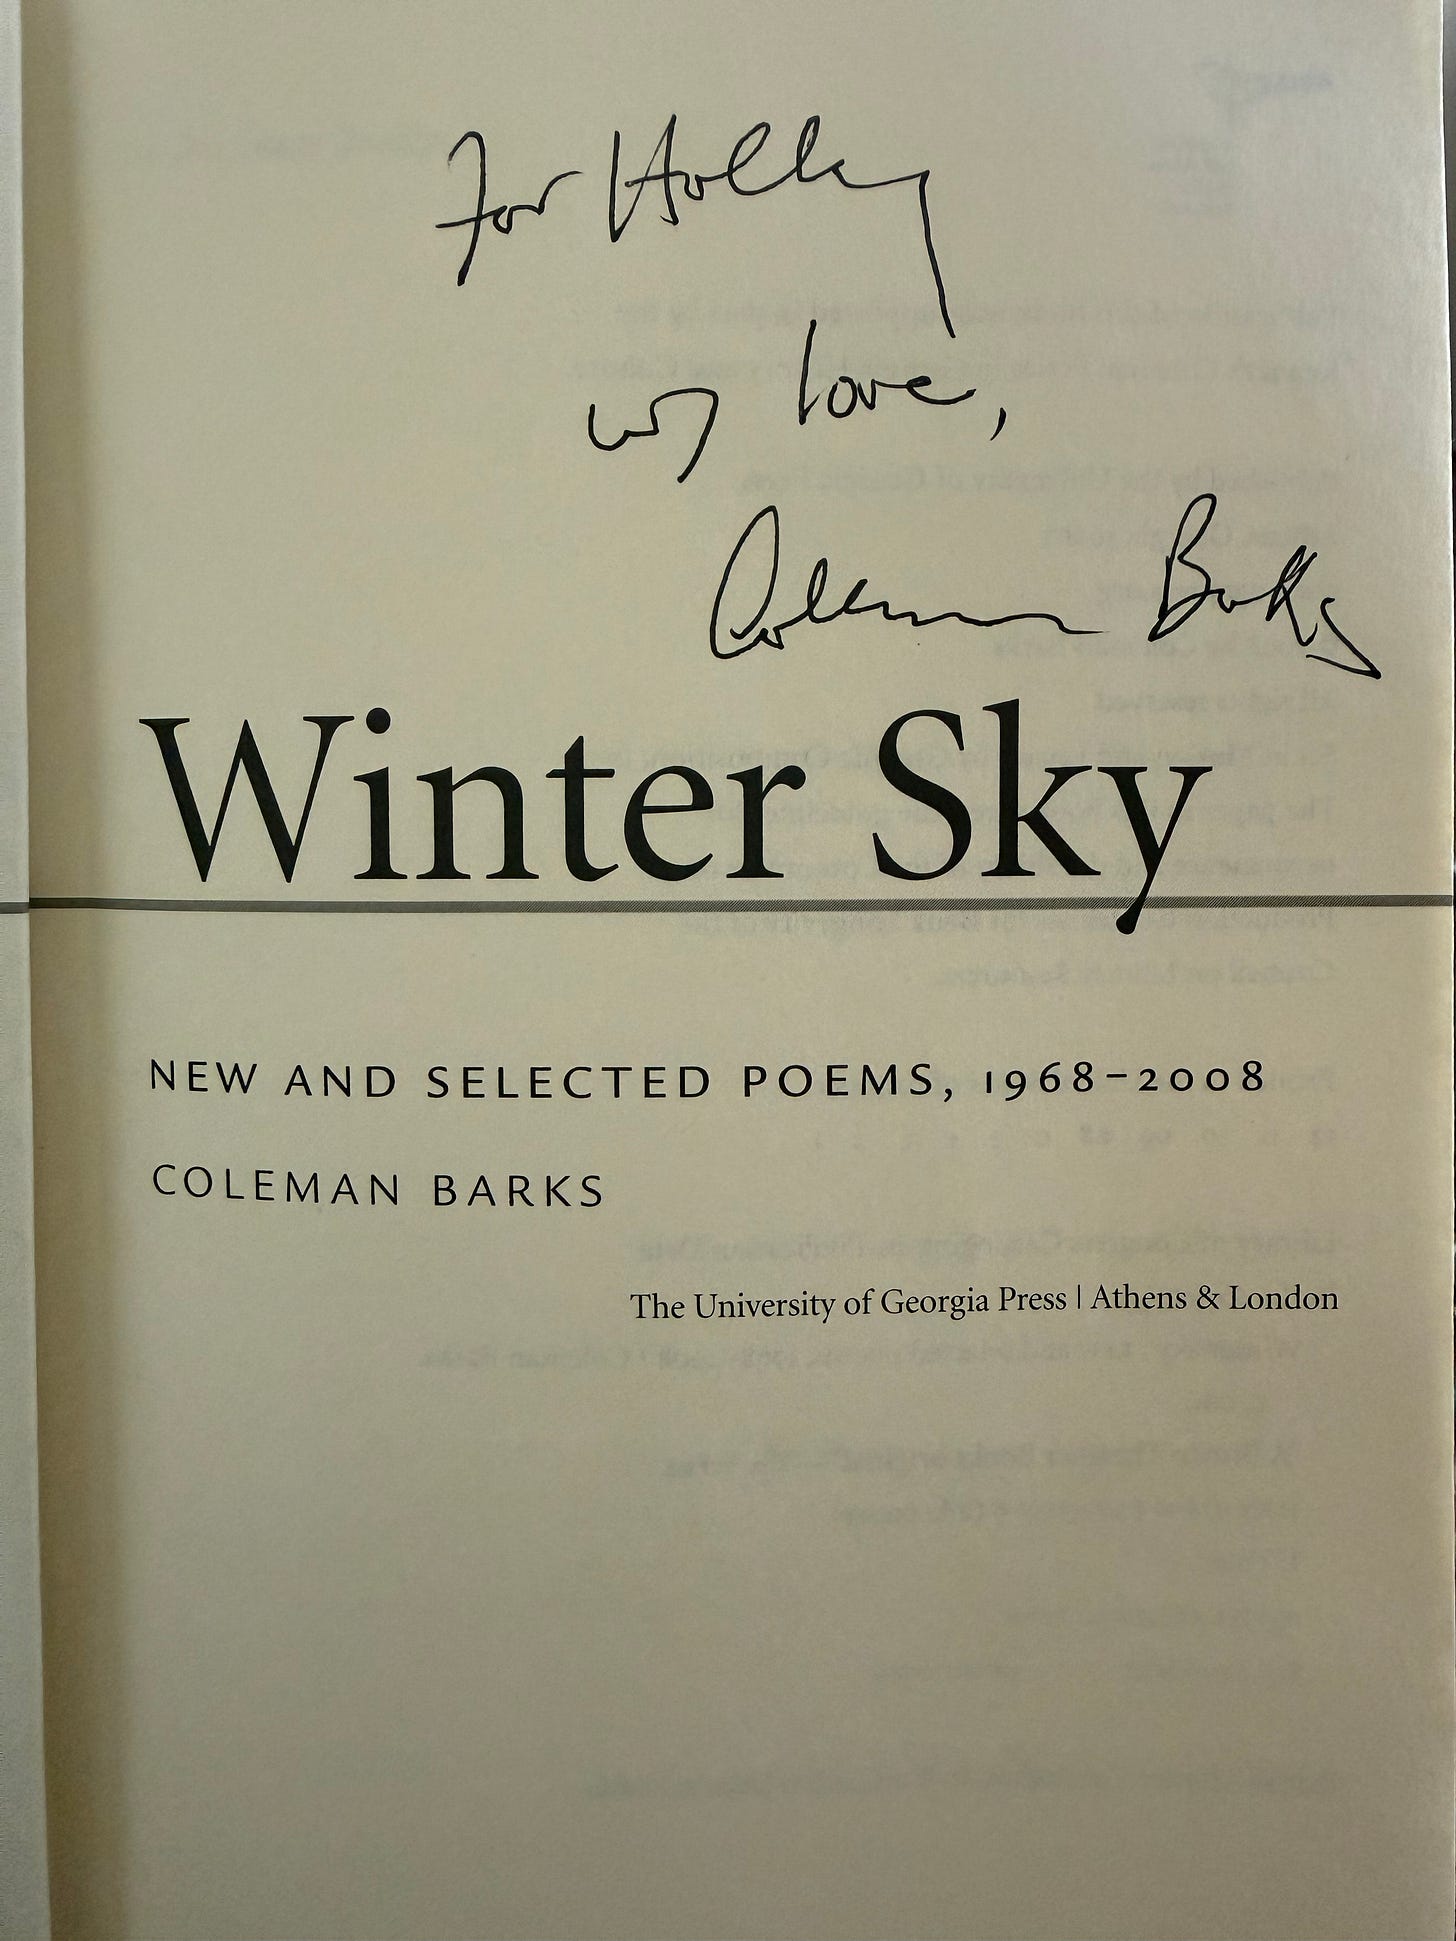 For Holly
w/ love,
Coleman Barks
Winter Sky
NEW AND SELECTED POEMS, 1968–2008
COLEMAN BARKS
The University of Georgia Press | Athens & London